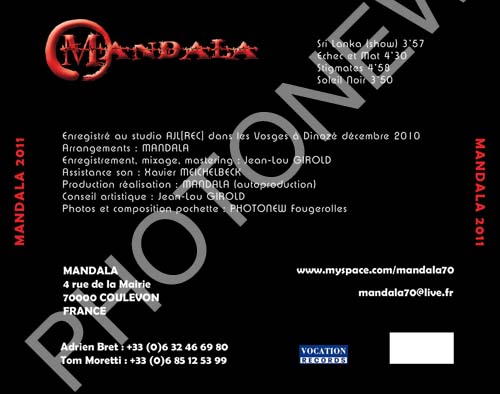 MANDALA
Sri Lanka (show) 3'57
Echec et Mat 4'30
Stigmates 4'58
Soleil Noir 3'50
Enregistré au studio AJL[REC] dans les Vosges à Dinozé décembre 2010
Arrangements : MANDALA
Enregistrement, mixage, mastering : Jean-Lou GIROLD
Assistance son : Xavier MEICHELBECK
Production réalisation : MANDALA (autoproduction)
Conseil artistique : Jean-Lou GIROLD
Photos et composition pochette : PHOTONEW Fougerolles
MANDALA 2011
MANDALA 2011
MANDALA
4 rue de la Mairie
70000 COULEVON
FRANCE
www.myspace.com/mandala70
mandala70@live.fr
Adrien Bret : +33 (0)6 32 46 69 80
Tom Moretti : +33 (0)6 85 12 53 99
VOCATION
RECORDS
PHOTONEW